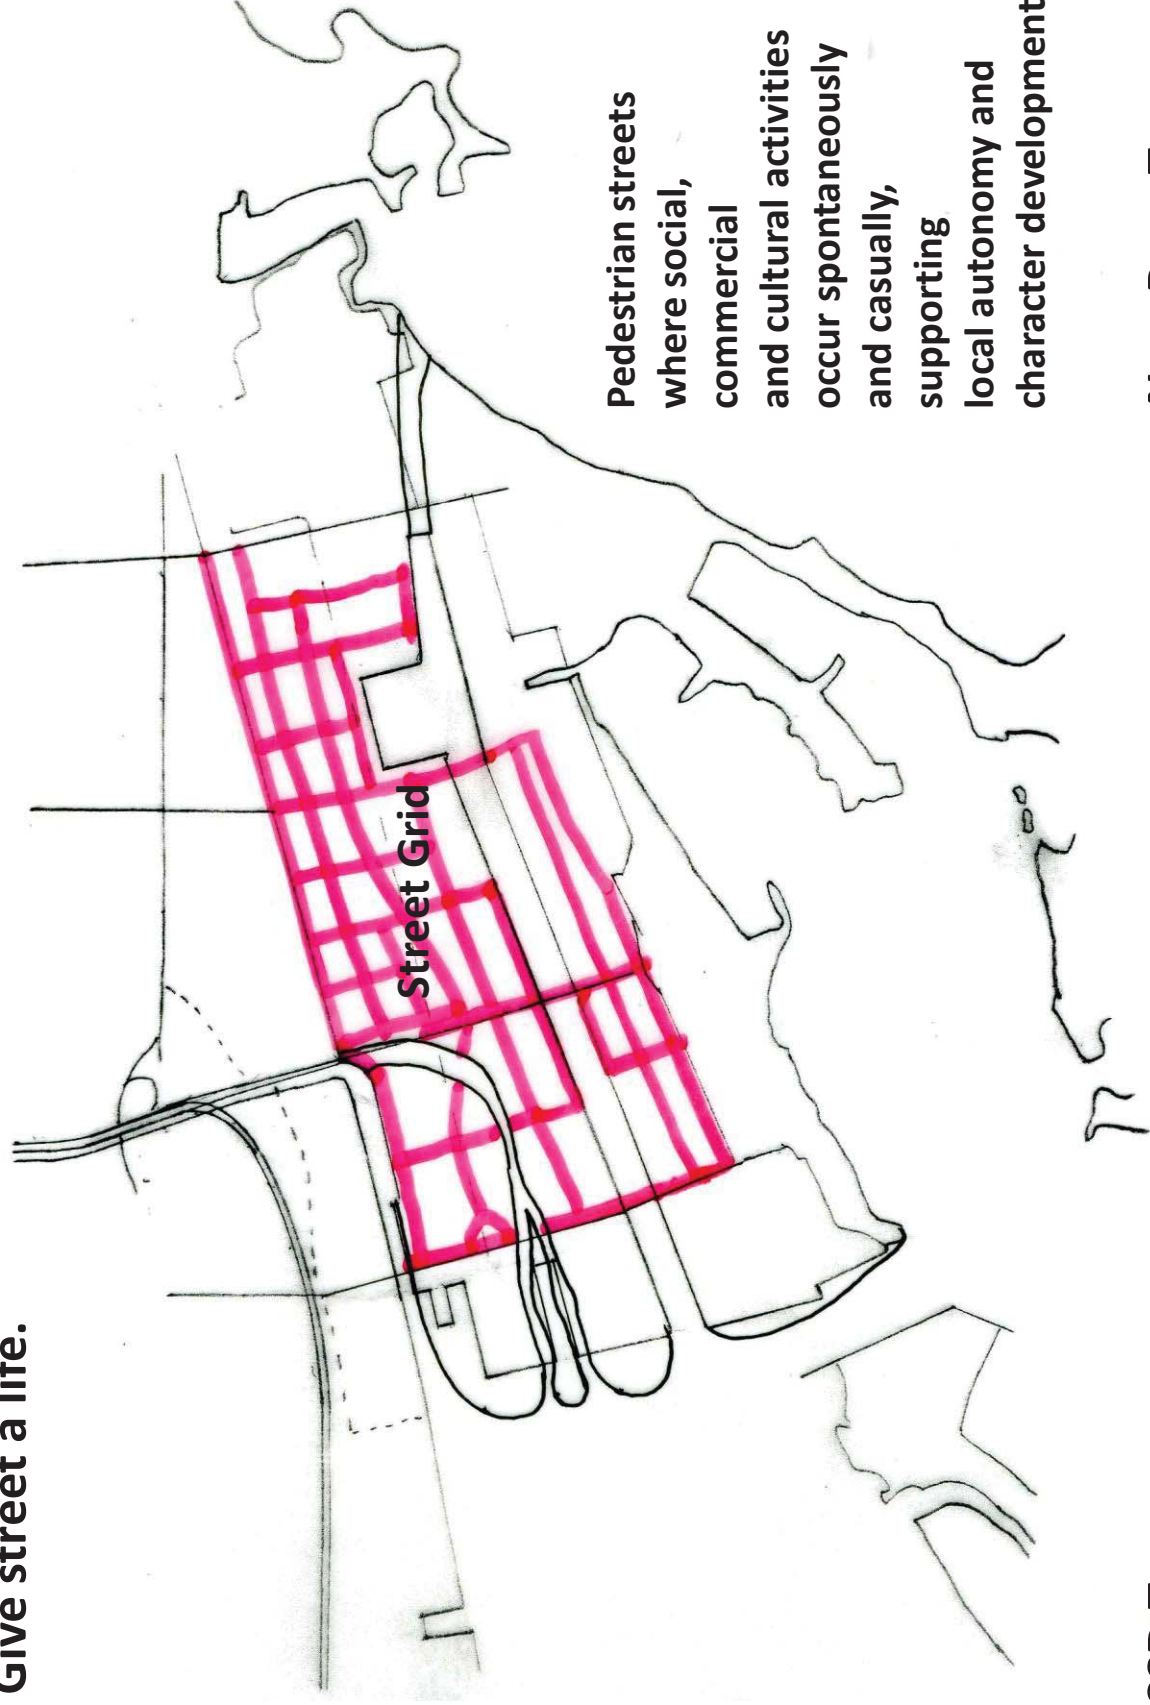 Give street a life.
Street Grid
Pedestrian streets
where social,
commercial
and cultural activities
occur spontaneously
and casually,
supporting
local autonomy and
character development